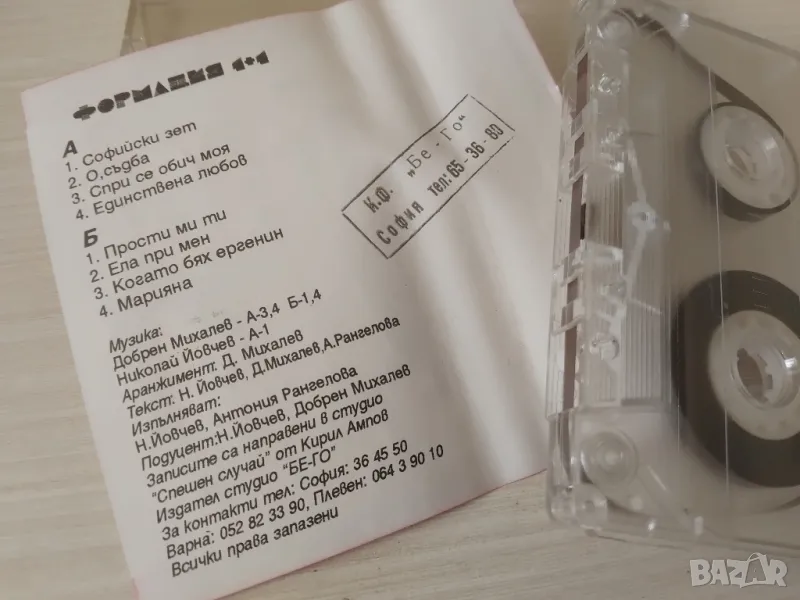 ФОРМАЦИЯ 1+1
А
1. Софийски зет
2. О,съдба
3. Спри се обич моя
4. Единствена любов
Б
1. Прости ми ти
2. Ела при мен
3. Когато бях ергенин
4. Марияна
Музика:
Добрен Михалев - А-3,4 Б-1,4
Николай Йовчев - А-1
Аранжимент: Д. Михалев
Текст: Н. Йовчев, Д.Михалев,А.Рангелова
Изпълняват:
Н.Йовчев, Антония Рангелова
Подуцент:Н.Йовчев, Добрен Михалев
Записите са направени в студио
"Спешен случай" от Кирил Ампов
Издател студио "БЕ-ГО"
За контакти тел: София: 36 45 50
Варна: 052 82 33 90, Плевен: 064 3 90 10
Всички права запазени
К.Ф. „Бе - Го"
София тел: 65 - 36 - 80
BAZAR